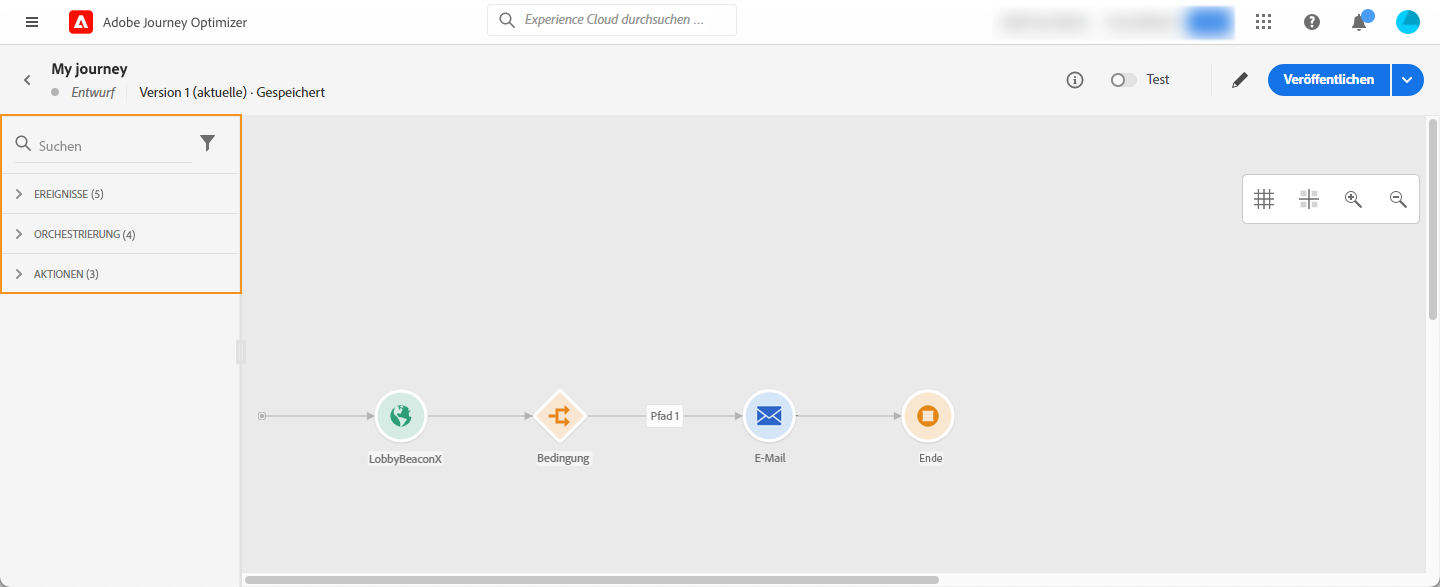 Adobe Journey Optimizer
Experience Cloud durchsuchen ...
My journey
Entwurf
Version 1 (aktuelle) · Gespeichert
Test
Veröffentlichen
Suchen
EREIGNISSE (5)
ORCHESTRIERUNG (4)
AKTIONEN (3)
Pfad 1
LobbyBeaconX
Bedingung
E-Mail
Ende